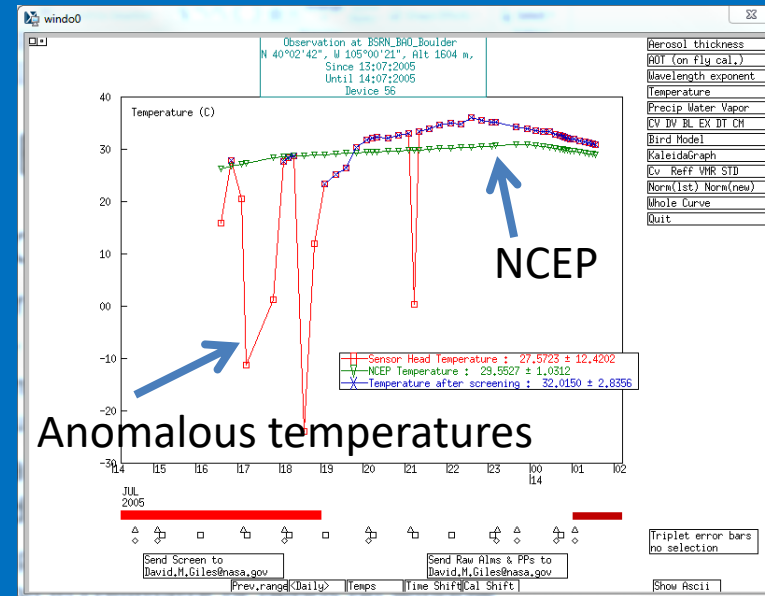 windo0
Observation at BSRN_BAO_Boulder
N 40°02'42", W 105°00'21", Alt 1604 m,
Since 13:07:2005
Until 14:07:2005
Device 56
Aerosol thickness
AOT (on fly cal.)
Wavelength exponent
Temperature
Precip Water Vapor
CV DV BL EX DT CM
Bird Model
KaleidaGraph
Cv Reff VMR STD
Norm(1st) Norm(new)
Whole Curve
Quit
Temperature (C)
40
30
20
10
00
-10
-20
-30
NCEP
Sensor Head Temperature : 27.5723 ± 12.4202
NCEP Temperature : 29.5527 ± 1.0312
Temperature after screening : 32.0150 ± 2.8356
Anomalous temperatures
14 15 16 17 18 19 20 21 22 23 00 01 02
14
JUL
2005
Triplet error bars
no selection
Send Screen to
David.M.Giles@nasa.gov
Send Raw Alms & PPs to
David.M.Giles@nasa.gov
Prev.range <Daily> Temps Time Shift Cal Shift Show Ascii